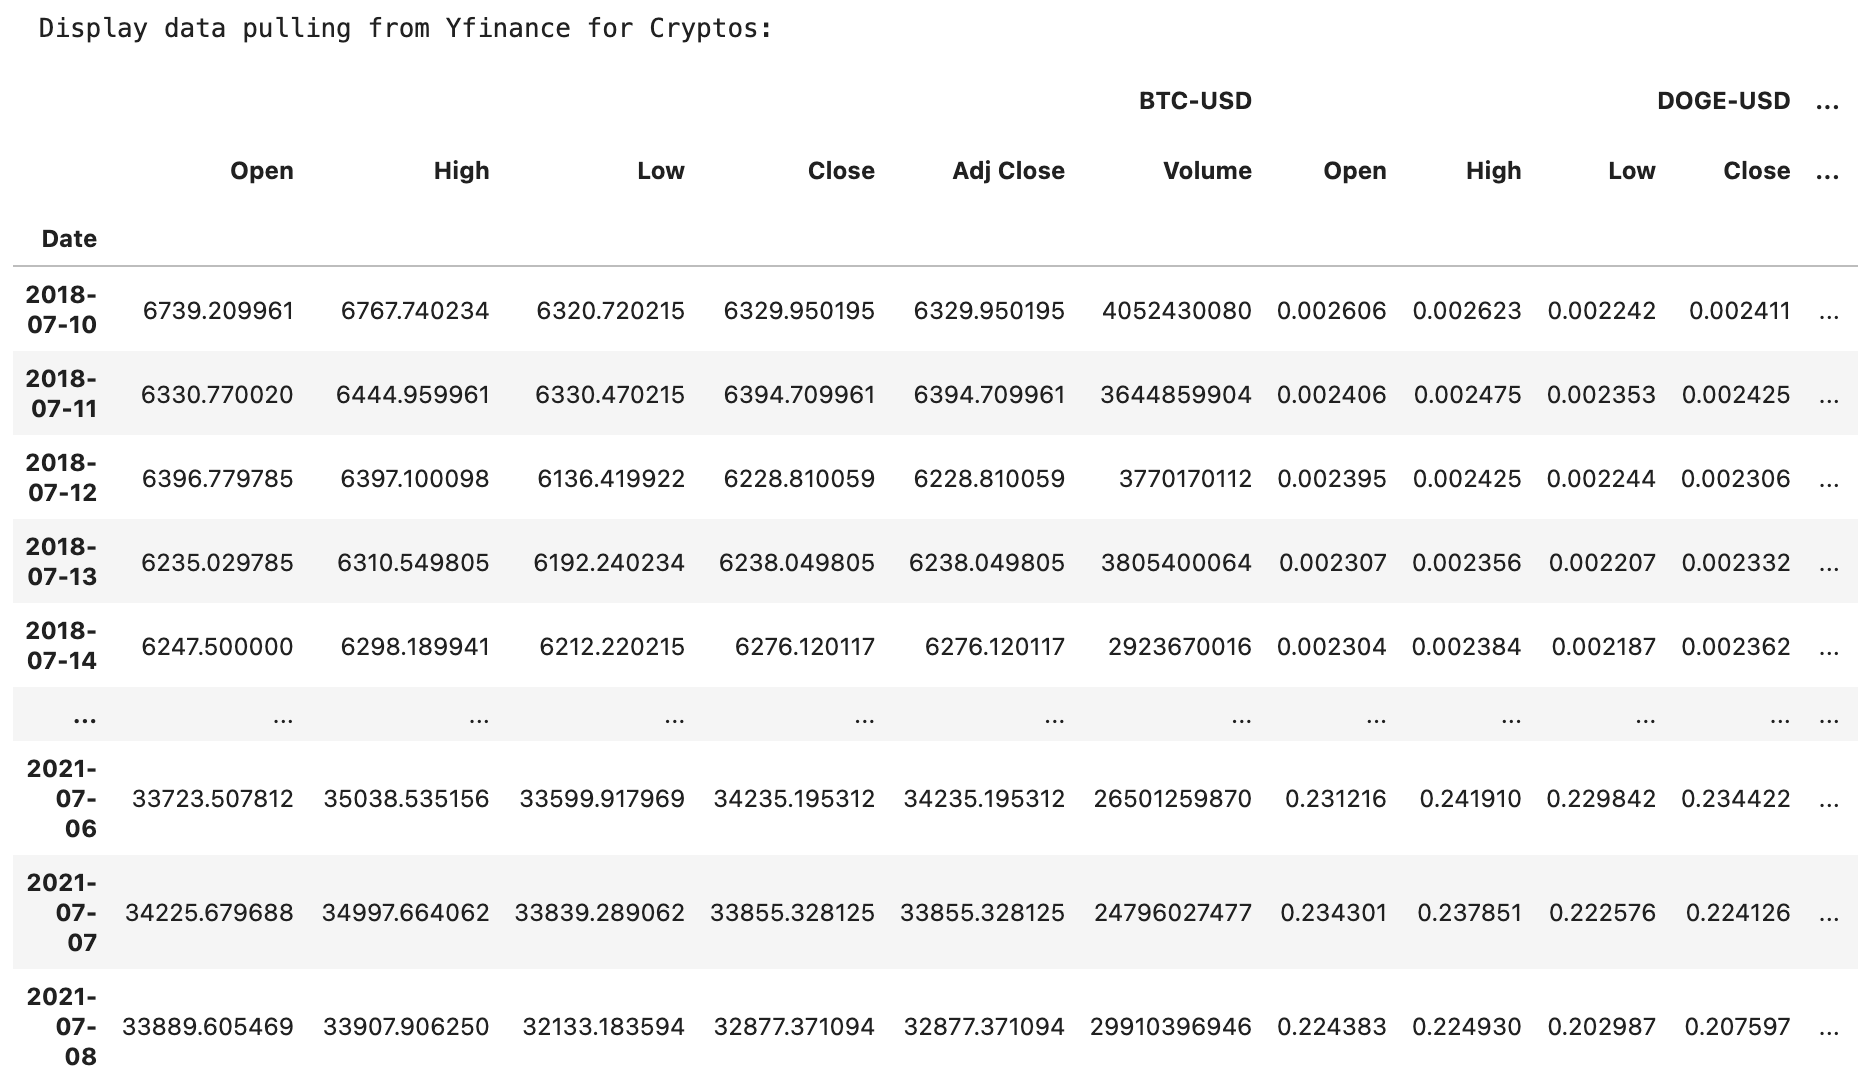 Display data pulling from Yfinance for Cryptos:
BTC-USD DOGE-USD ...
Open High Low Close Adj Close Volume Open High Low Close ...
Date
2018-07-10 6739.209961 6767.740234 6320.720215 6329.950195 6329.950195 4052430080 0.002606 0.002623 0.002242 0.002411 ...
2018-07-11 6330.770020 6444.959961 6330.470215 6394.709961 6394.709961 3644859904 0.002406 0.002475 0.002353 0.002425 ...
2018-07-12 6396.779785 6397.100098 6136.419922 6228.810059 6228.810059 3770170112 0.002395 0.002425 0.002244 0.002306 ...
2018-07-13 6235.029785 6310.549805 6192.240234 6238.049805 6238.049805 3805400064 0.002307 0.002356 0.002207 0.002332 ...
2018-07-14 6247.500000 6298.189941 6212.220215 6276.120117 6276.120117 2923670016 0.002304 0.002384 0.002187 0.002362 ...
... ... ... ... ... ... ... ... ... ... ... ...
2021-07-06 33723.507812 35038.535156 33599.917969 34235.195312 34235.195312 26501259870 0.231216 0.241910 0.229842 0.234422 ...
2021-07-07 34225.679688 34997.664062 33839.289062 33855.328125 33855.328125 24796027477 0.234301 0.237851 0.222576 0.224126 ...
2021-07-08 33889.605469 33907.906250 32133.183594 32877.371094 32877.371094 29910396946 0.224383 0.224930 0.202987 0.207597 ...